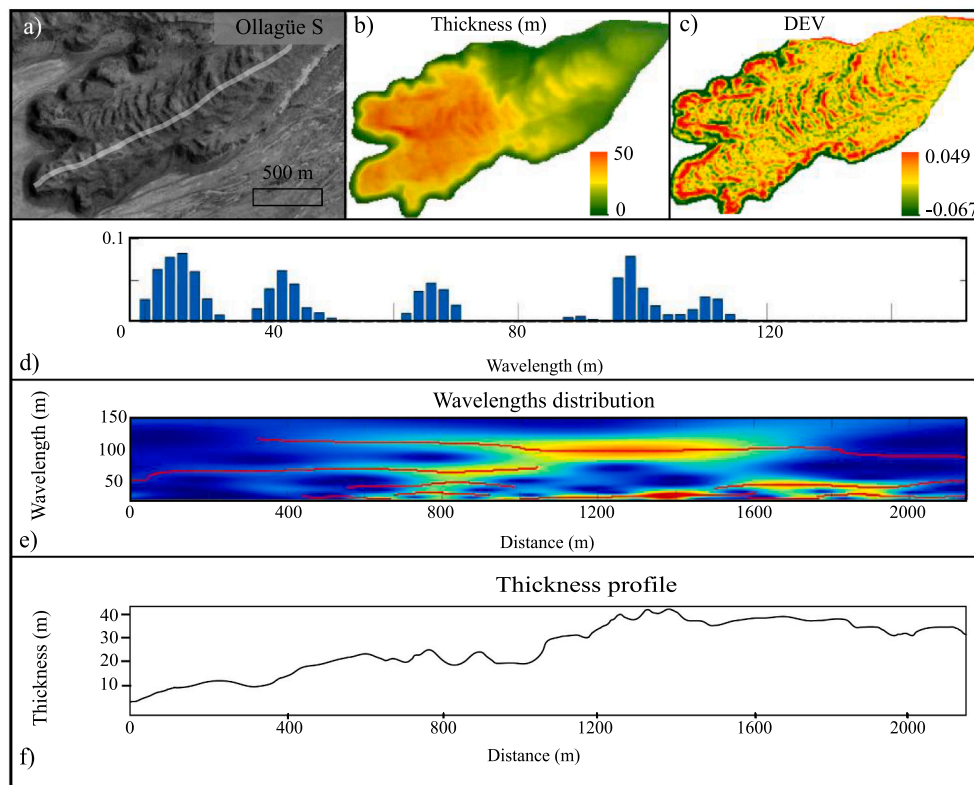 a) Ollagüe S
500 m
b) Thickness (m)
50
0
c) DEV
0.049
-0.067
0.1
0 40 80 120
Wavelength (m)
d)
Wavelengths distribution
Wavelength (m)
150
100
50
0 400 800 1200 1600 2000
Distance (m)
e)
Thickness profile
Thickness (m)
40
30
20
10
0 400 800 1200 1600 2000
Distance (m)
f)